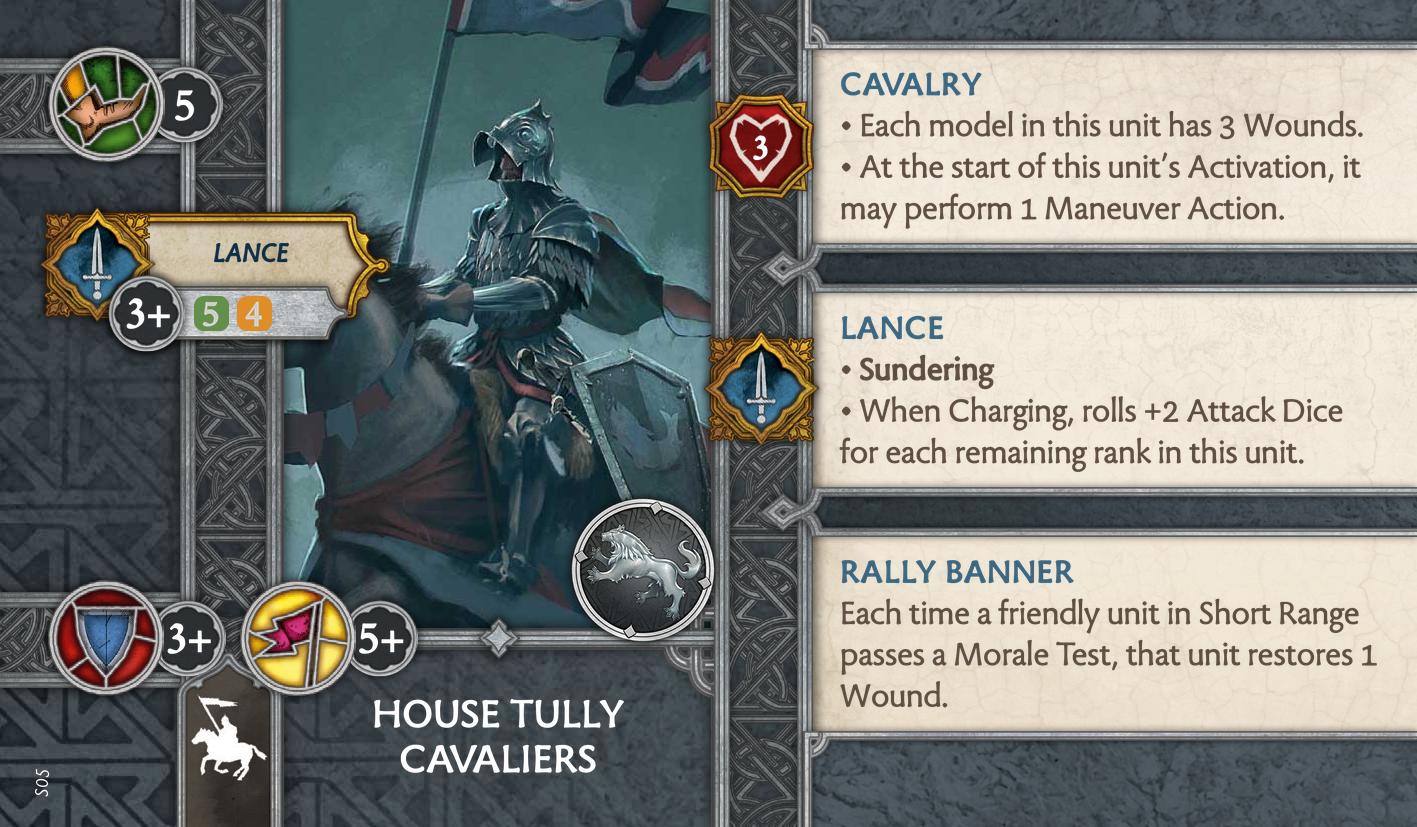 5
LANCE
3+ 5 4
3+
5+
HOUSE TULLY
CAVALIERS
S05
3
CAVALRY
• Each model in this unit has 3 Wounds.
• At the start of this unit's Activation, it
may perform 1 Maneuver Action.
LANCE
• Sundering
• When Charging, rolls +2 Attack Dice
for each remaining rank in this unit.
RALLY BANNER
Each time a friendly unit in Short Range
passes a Morale Test, that unit restores 1
Wound.